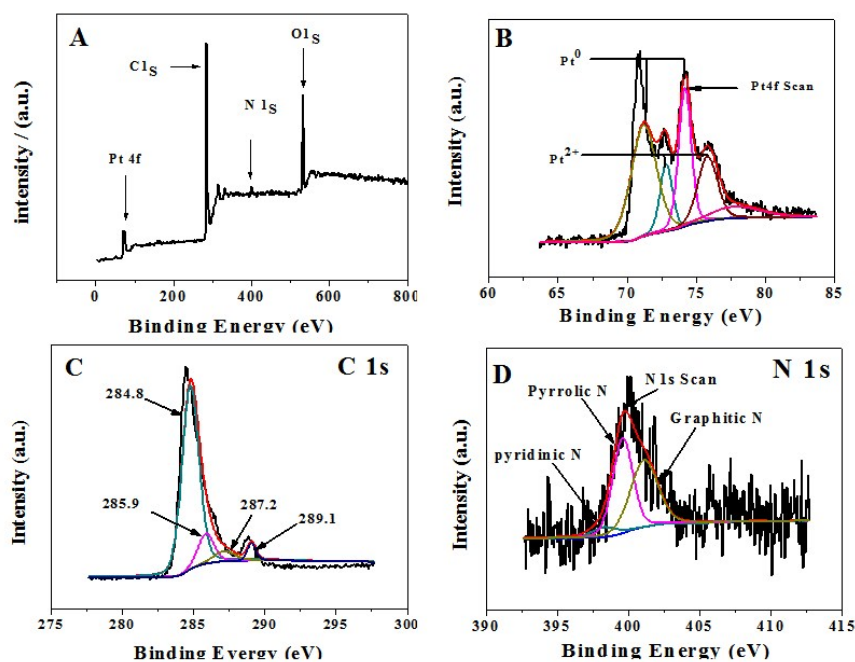 A
O1S
C1S
N 1S
Pt 4f
intensity / (a.u.)
0 200 400 600 800
Binding Energy (eV)
B
Pt0
Pt4f Scan
Pt2+
Intensity (a.u.)
60 65 70 75 80 85
Binding Energy (eV)
C
C 1s
284.8
285.9
287.2
289.1
Intensity (a.u.)
275 280 285 290 295 300
Binding Evergy (eV)
D
N 1s
N 1s Scan
Pyrrolic N
Graphitic N
pyridinic N
Intensity (a.u.)
390 395 400 405 410 415
Binding Energy (eV)